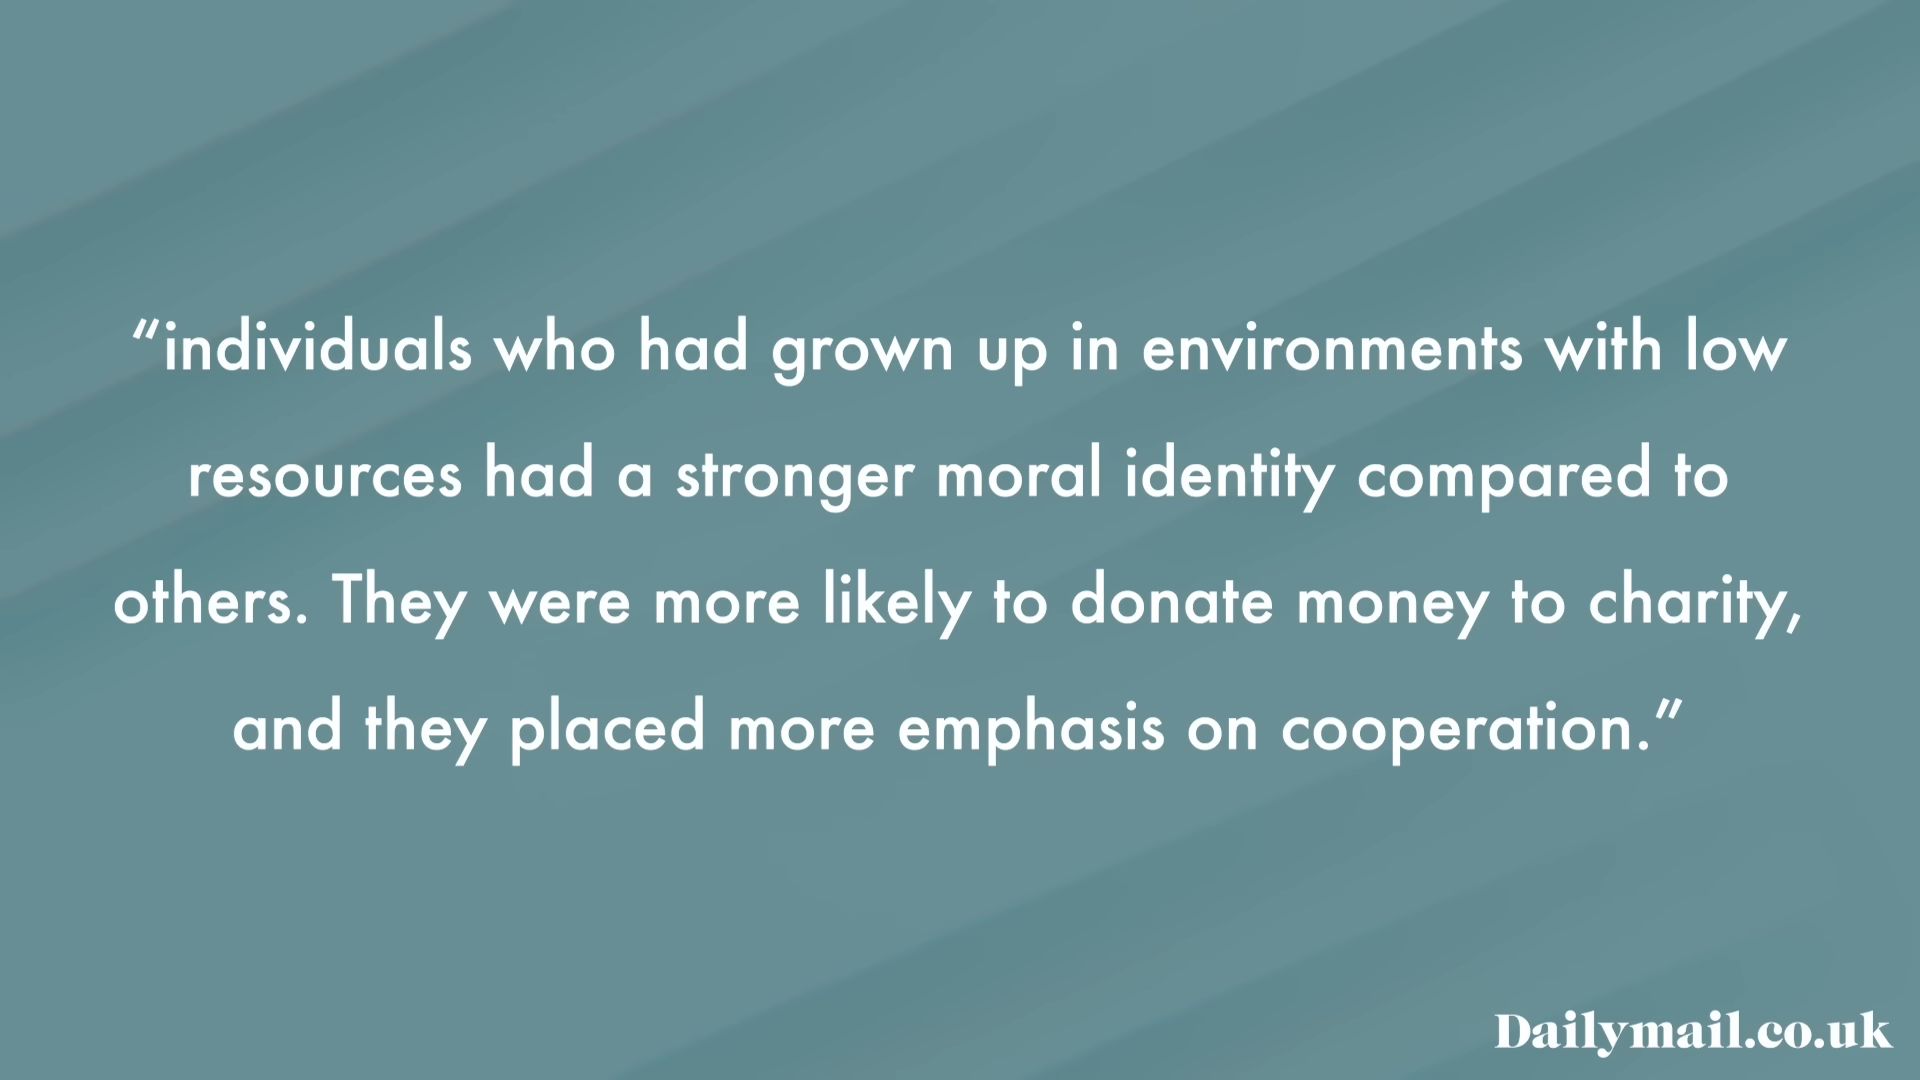 “individuals who had grown up in environments with low
resources had a stronger moral identity compared to
others. They were more likely to donate money to charity,
and they placed more emphasis on cooperation.”
Dailymail.co.uk